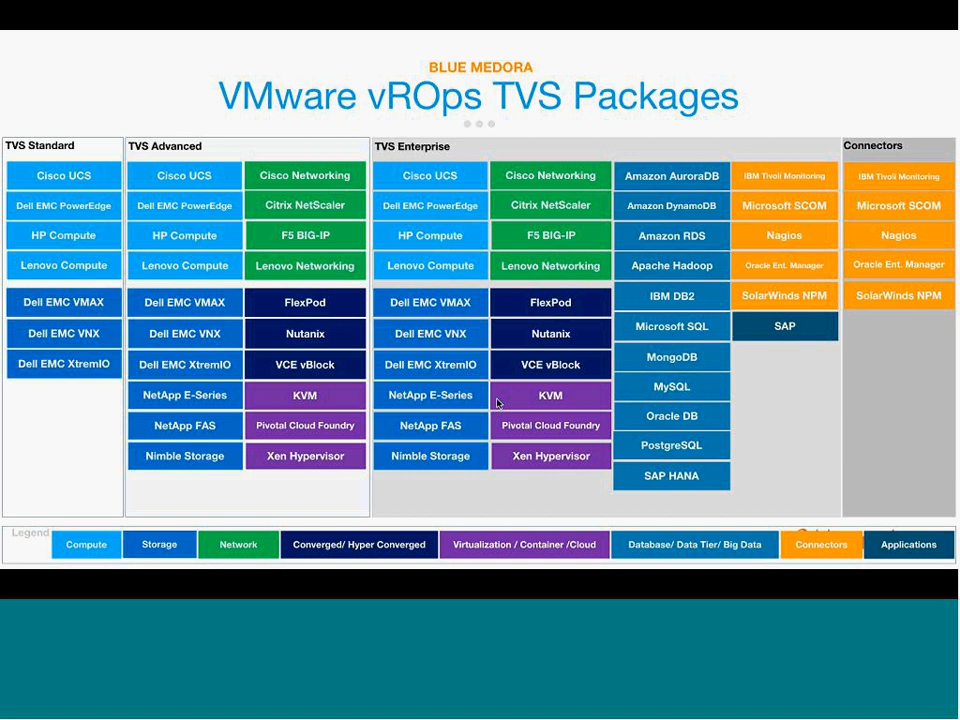 BLUE MEDORA
VMware vROps TVS Packages
TVS Standard
Cisco UCS
Dell EMC PowerEdge
HP Compute
Lenovo Compute
Dell EMC VMAX
Dell EMC VNX
Dell EMC XtremIO
TVS Advanced
Cisco UCS
Dell EMC PowerEdge
HP Compute
Lenovo Compute
Dell EMC VMAX
Dell EMC VNX
Dell EMC XtremIO
NetApp E-Series
NetApp FAS
Nimble Storage
Cisco Networking
Citrix NetScaler
F5 BIG-IP
Lenovo Networking
FlexPod
Nutanix
VCE vBlock
KVM
Pivotal Cloud Foundry
Xen Hypervisor
TVS Enterprise
Cisco UCS
Dell EMC PowerEdge
HP Compute
Lenovo Compute
Dell EMC VMAX
Dell EMC VNX
Dell EMC XtremIO
NetApp E-Series
NetApp FAS
Nimble Storage
Cisco Networking
Citrix NetScaler
F5 BIG-IP
Lenovo Networking
FlexPod
Nutanix
VCE vBlock
KVM
Pivotal Cloud Foundry
Xen Hypervisor
Amazon AuroraDB
Amazon DynamoDB
Amazon RDS
Apache Hadoop
IBM DB2
Microsoft SQL
MongoDB
MySQL
Oracle DB
PostgreSQL
SAP HANA
IBM Tivoli Monitoring
Microsoft SCOM
Nagios
Oracle Ent. Manager
SolarWinds NPM
SAP
Connectors
IBM Tivoli Monitoring
Microsoft SCOM
Nagios
Oracle Ent. Manager
SolarWinds NPM
Legend
Compute
Storage
Network
Converged/ Hyper Converged
Virtualization / Container /Cloud
Database/ Data Tier/ Big Data
Connectors
Applications